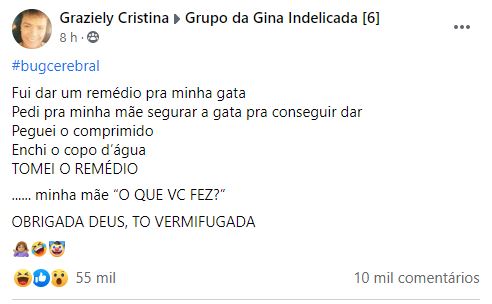 Graziely Cristina ▸ Grupo da Gina Indelicada [6]
8 h ·
#bugcerebral
Fui dar um remédio pra minha gata
Pedi pra minha mãe segurar a gata pra conseguir dar
Peguei o comprimido
Enchi o copo d'água
TOMEI O REMÉDIO
...... minha mãe “O QUE VC FEZ?“
OBRIGADA DEUS, TO VERMIFUGADA
🤦🏽‍♀️🤣🤡
55 mil 10 mil comentários